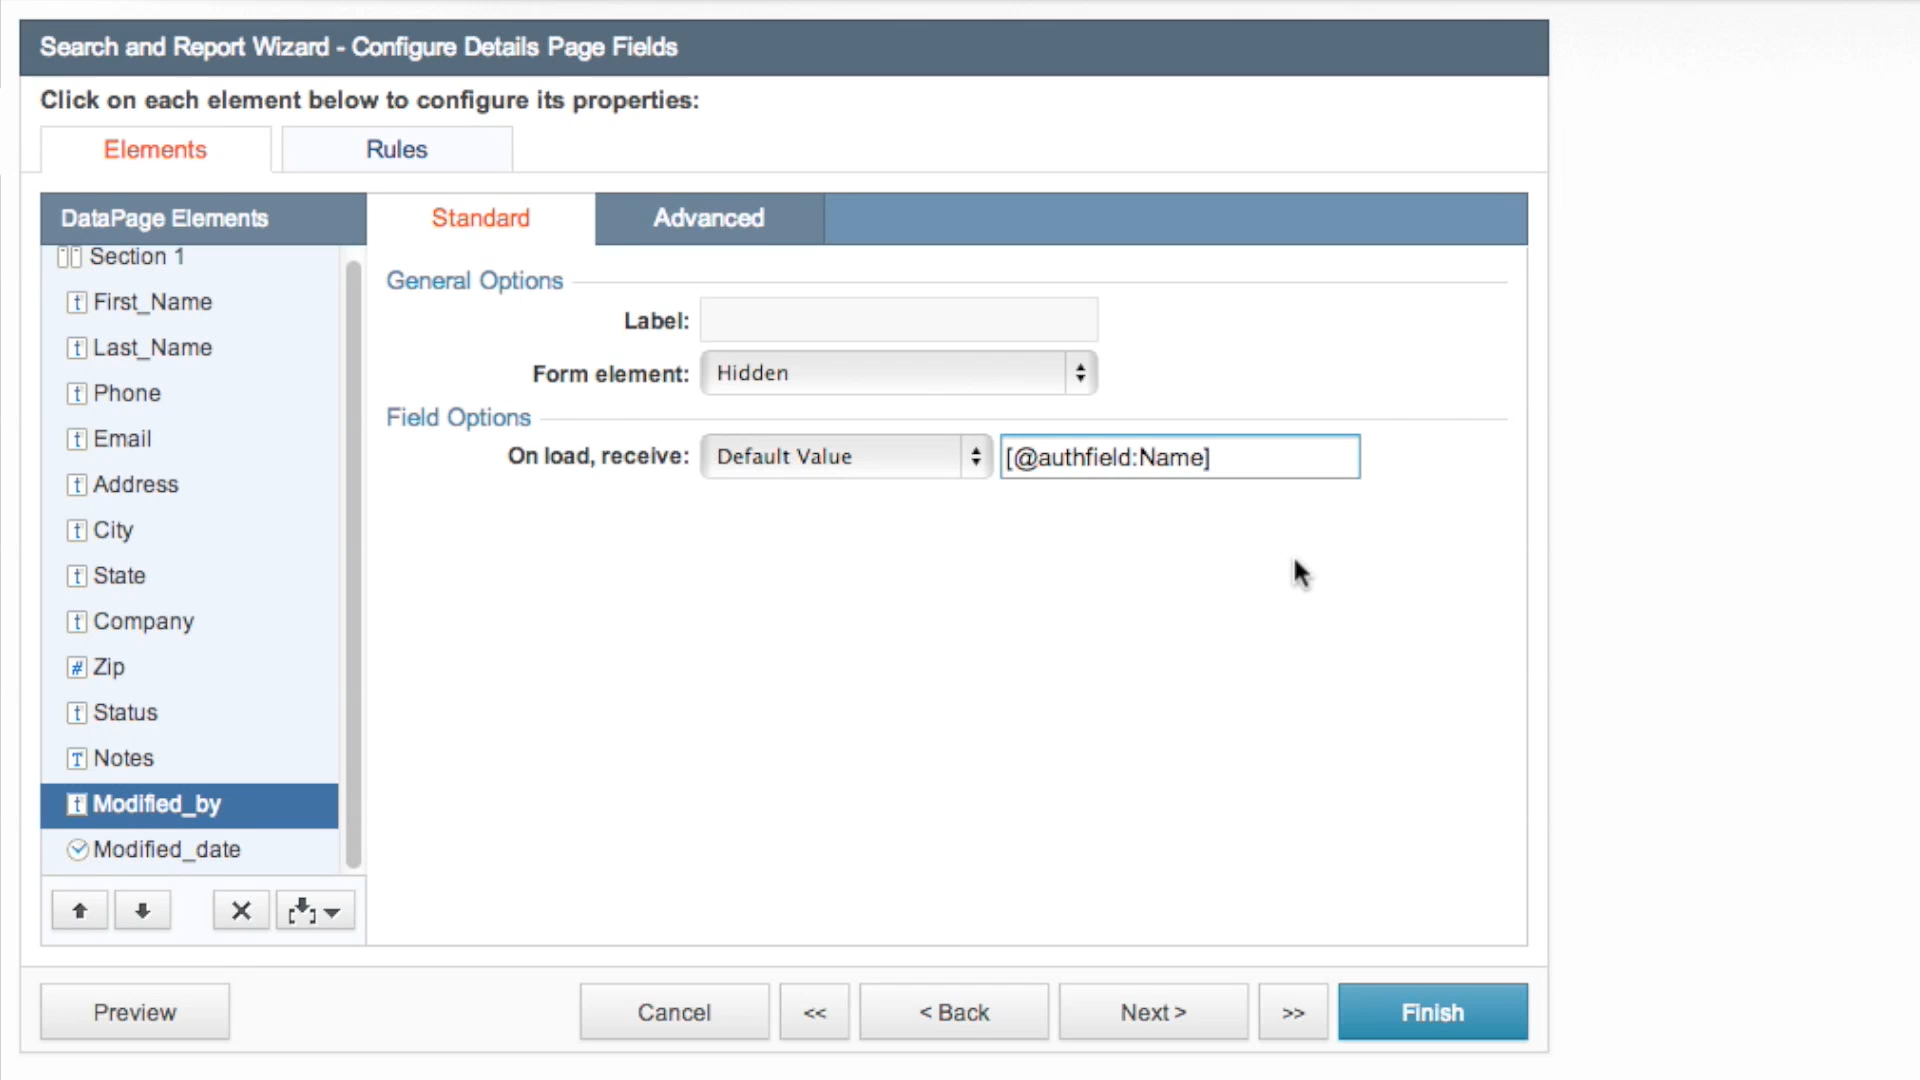 Search and Report Wizard - Configure Details Page Fields
Click on each element below to configure its properties:
Elements
Rules
DataPage Elements
Standard
Advanced
Section 1
First_Name
Last_Name
Phone
Email
Address
City
State
Company
Zip
Status
Notes
Modified_by
Modified_date
General Options
Label:
Form element: Hidden
Field Options
On load, receive: Default Value [@authfield:Name]
Preview
Cancel
<<
< Back
Next >
>>
Finish